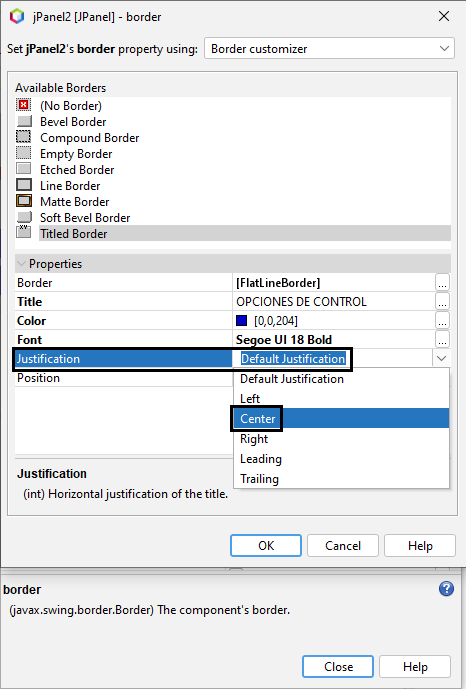 jPanel2 [JPanel] - border
Set jPanel2's border property using: Border customizer
Available Borders
(No Border)
Bevel Border
Compound Border
Empty Border
Etched Border
Line Border
Matte Border
Soft Bevel Border
XY Titled Border
Properties
Border [FlatLineBorder] ...
Title OPCIONES DE CONTROL ...
Color [0,0,204] ...
Font Segoe UI 18 Bold ...
Justification Default Justification
Position
Default Justification
Left
Center
Right
Leading
Trailing
Justification
(int) Horizontal justification of the title.
OK Cancel Help
border ?
(javax.swing.border.Border) The component's border.
Close Help